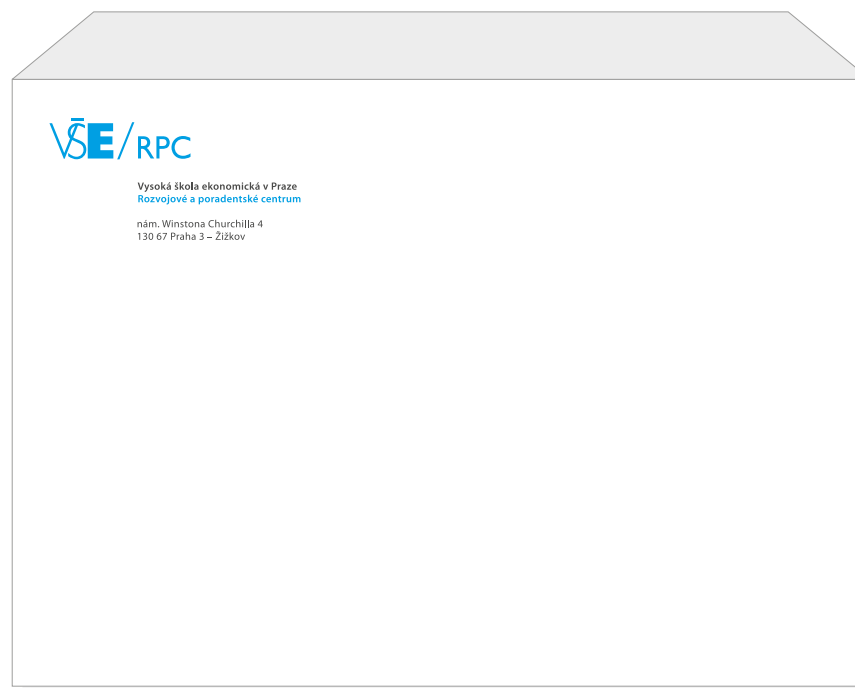 VŠE/RPC
Vysoká škola ekonomická v Praze
Rozvojové a poradentské centrum
nám. Winstona Churchilla 4
130 67 Praha 3 – Žižkov